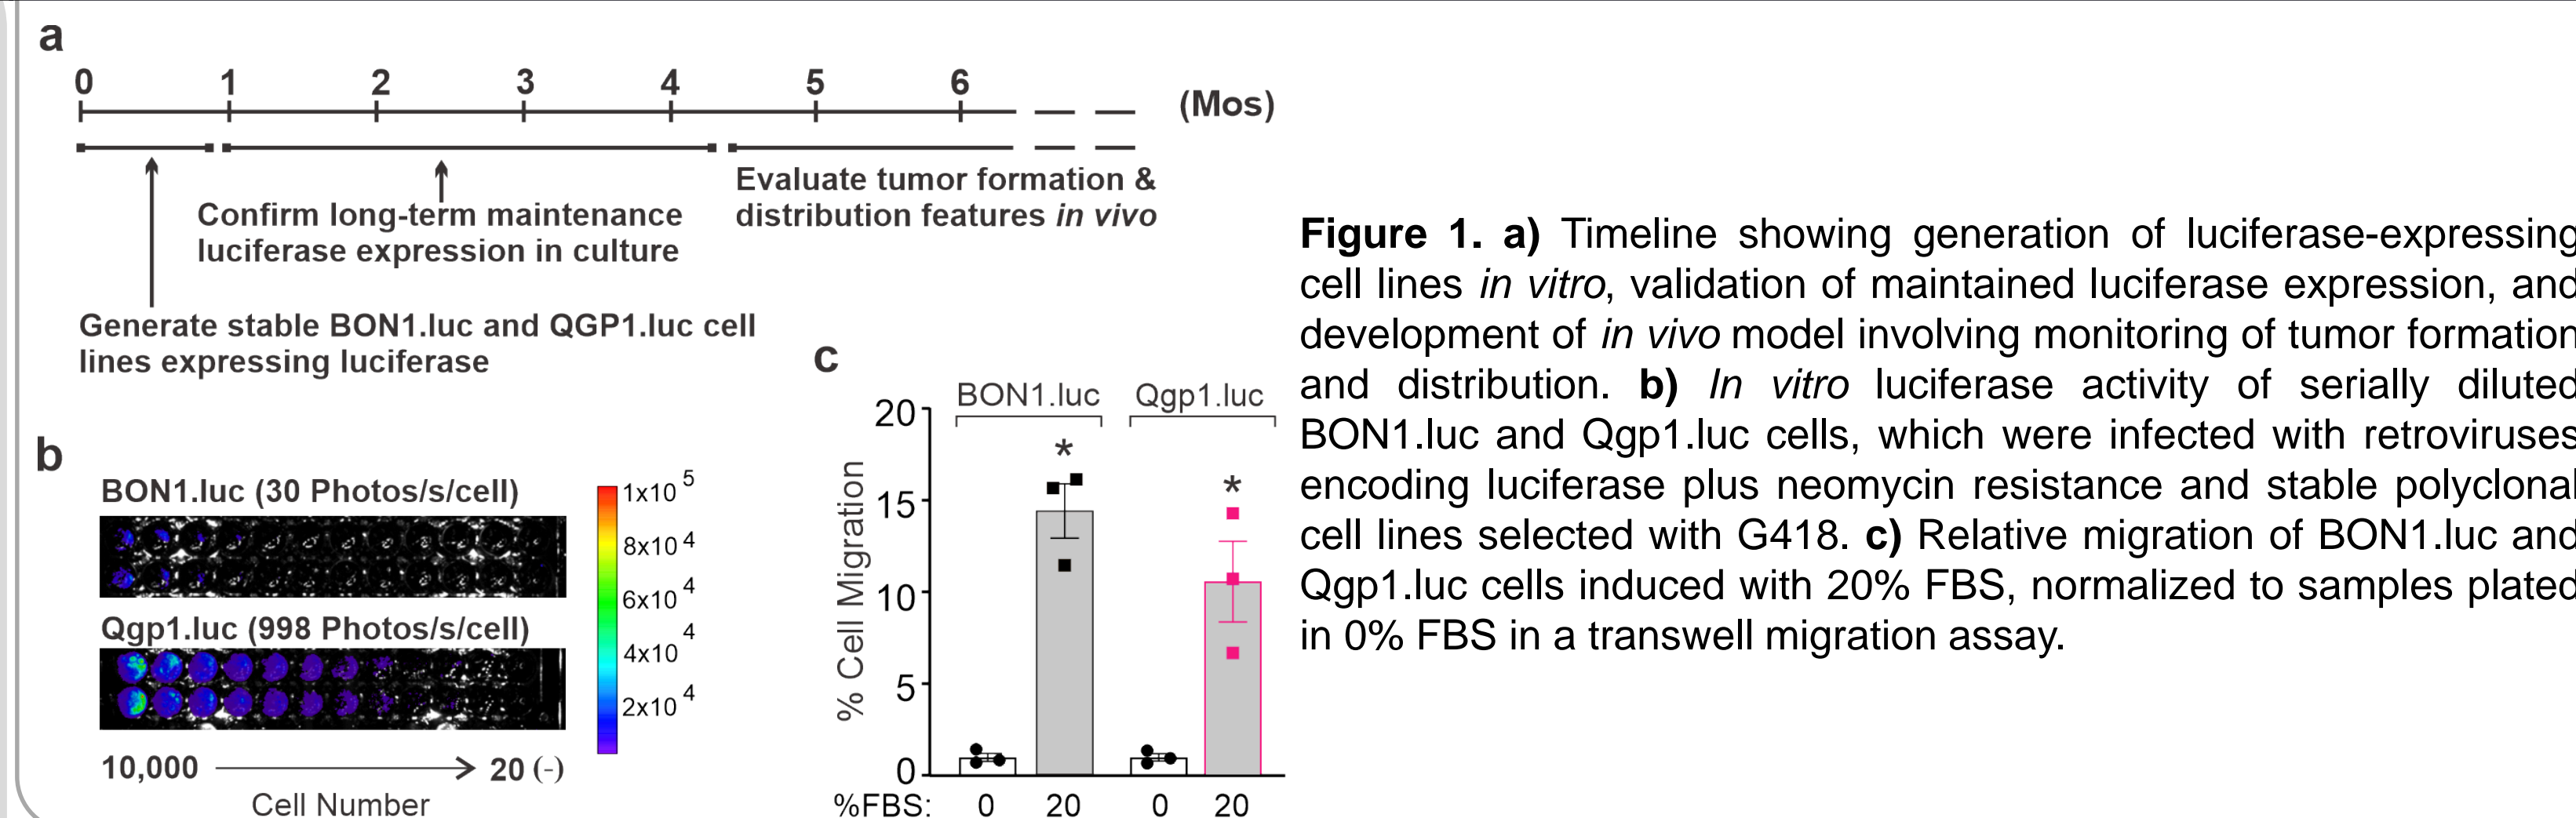 a
0 1 2 3 4 5 6 (Mos)
Evaluate tumor formation &
distribution features in vivo
Confirm long-term maintenance
luciferase expression in culture
Generate stable BON1.luc and QGP1.luc cell
lines expressing luciferase
b
BON1.luc (30 Photos/s/cell)
Qgp1.luc (998 Photos/s/cell)
10,000 20 (-)
Cell Number
1x10 5
8x10 4
6x10 4
4x10 4
2x10 4
c
BON1.luc Qgp1.luc
% Cell Migration
20
15
10
5
0
* *
%FBS: 0 20 0 20
Figure 1. a) Timeline showing generation of luciferase-expressing
cell lines in vitro, validation of maintained luciferase expression, and
development of in vivo model involving monitoring of tumor formation
and distribution. b) In vitro luciferase activity of serially diluted
BON1.luc and Qgp1.luc cells, which were infected with retroviruses
encoding luciferase plus neomycin resistance and stable polyclonal
cell lines selected with G418. c) Relative migration of BON1.luc and
Qgp1.luc cells induced with 20% FBS, normalized to samples plated
in 0% FBS in a transwell migration assay.